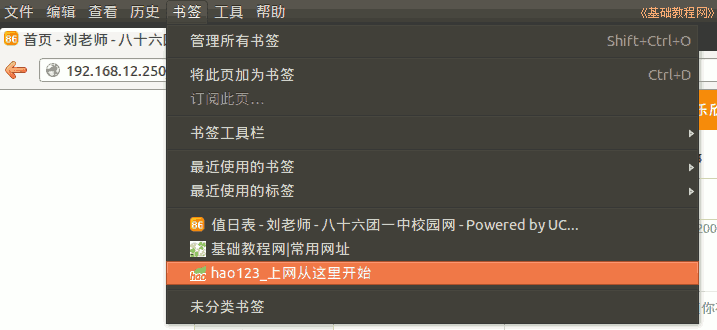 文件 编辑 查看 历史 书签 工具 帮助 《基础教程网》
首页 - 刘老师 - 八十六团
192.168.12.250
管理所有书签 Shift+Ctrl+O
将此页加为书签 Ctrl+D
订阅此页...
书签工具栏
最近使用的书签
最近使用的标签
86 值日表 - 刘老师 - 八十六团一中校园网 - Powered by UC...
基础教程网|常用网址
hao hao123_上网从这里开始
未分类书签